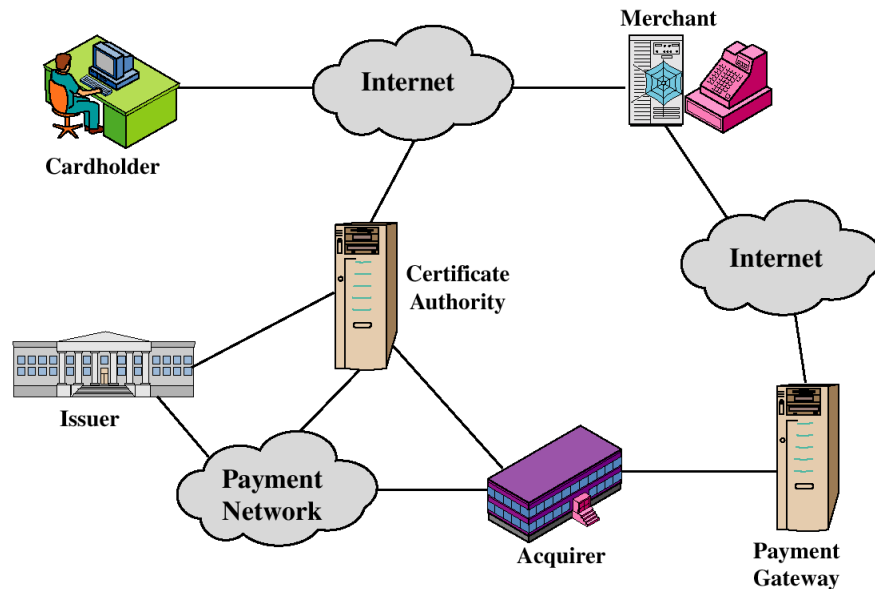 Merchant
Internet
Cardholder
Internet
Certificate
Authority
Issuer
Payment
Network
Acquirer
Payment
Gateway